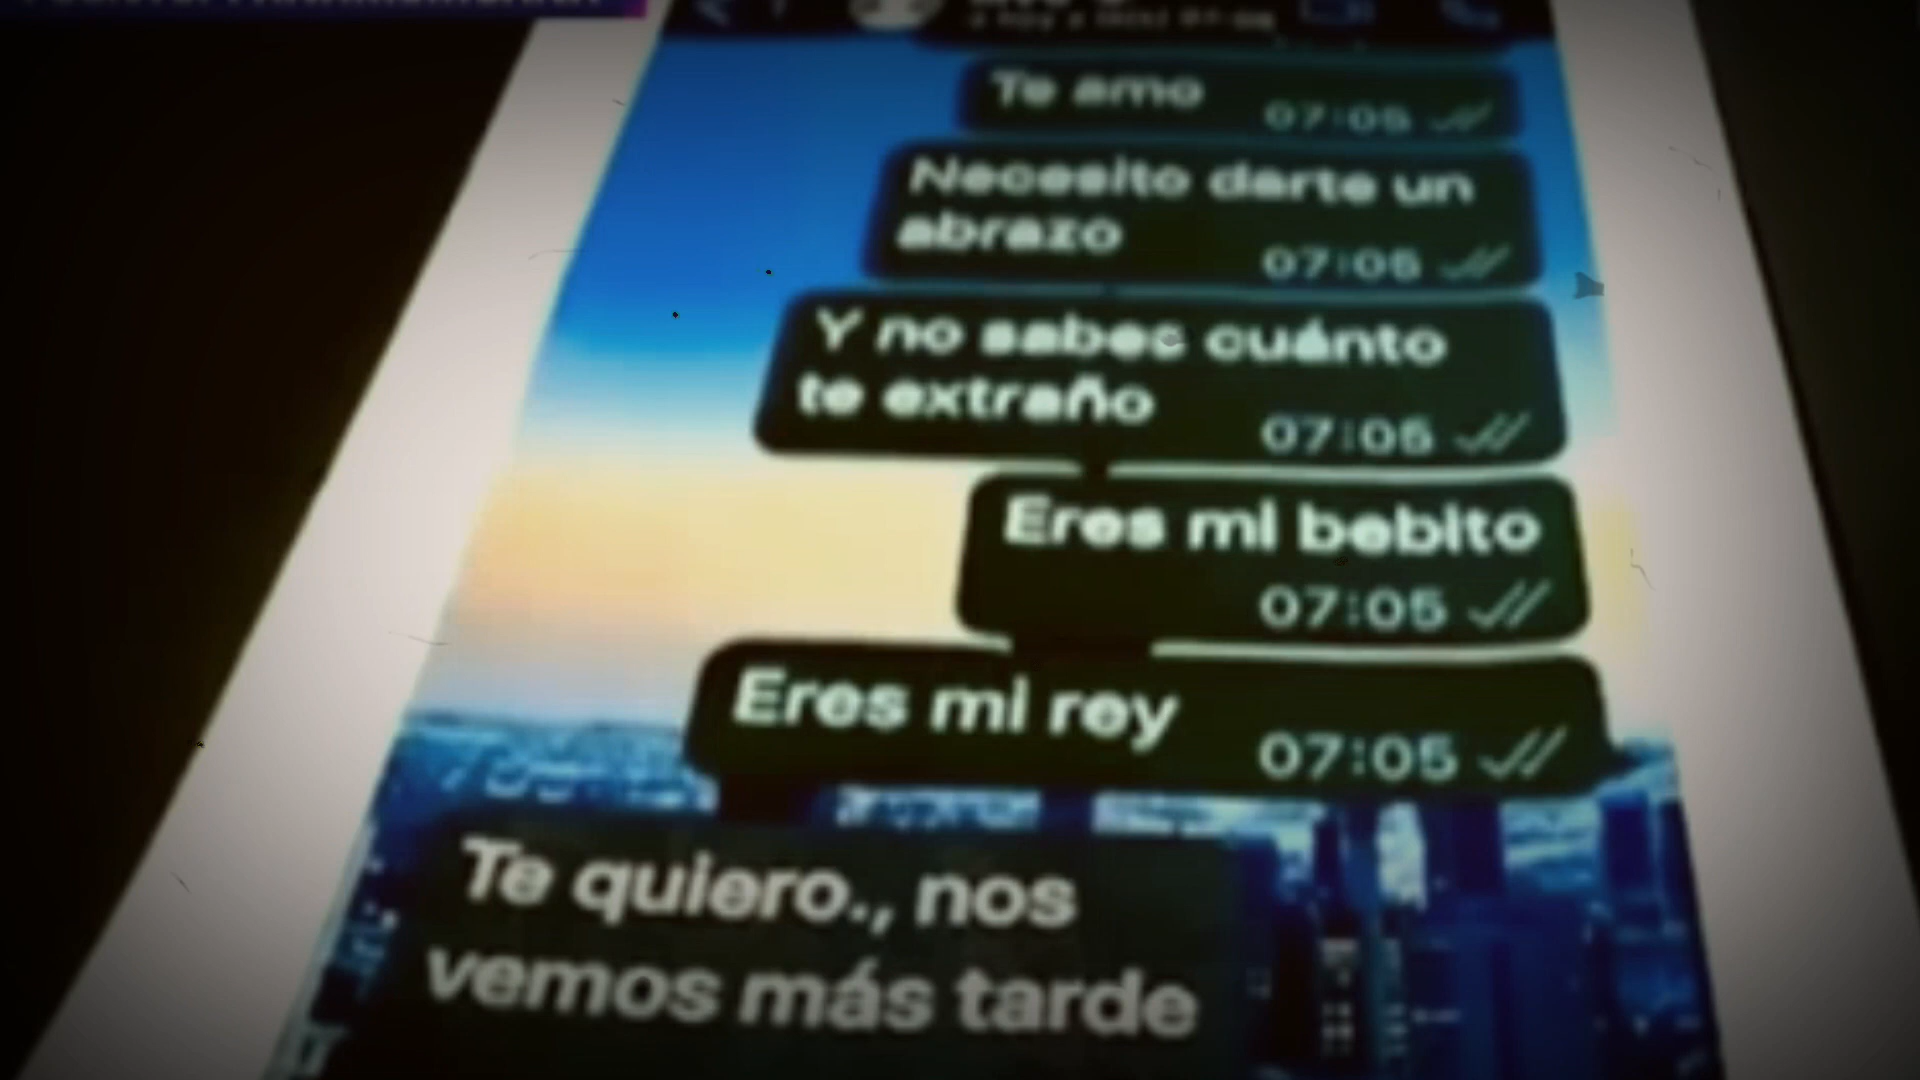 Te amo
07:05
Necesito darte un
abrazo
07:05
Y no sabes cuánto
te extraño
07:05
Eres mi bebito
07:05
Eres mi rey
07:05
Te quiero., nos
vemos más tarde